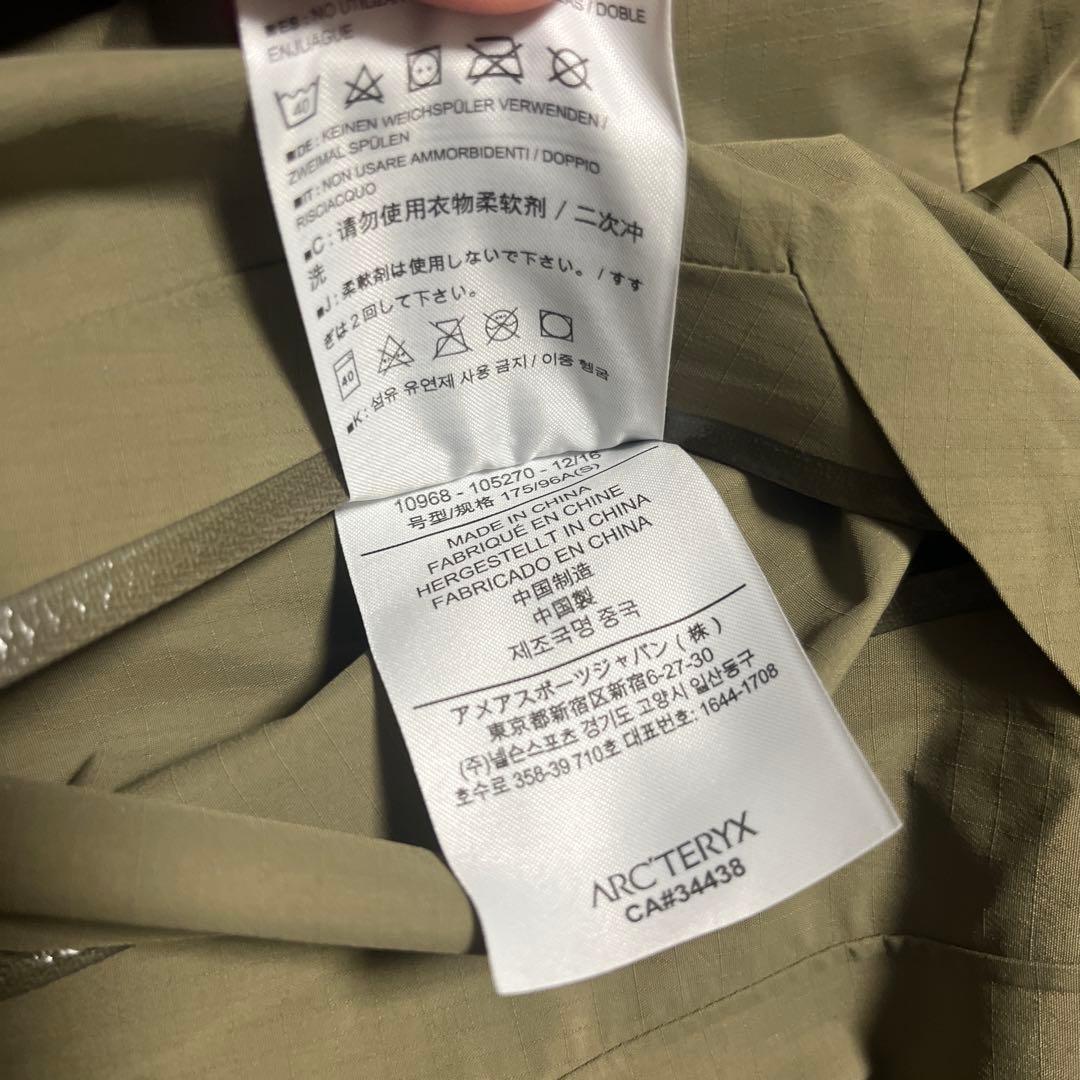 ■ES : NO UTILIZAR / DOBLE
ENJUAGUE
40
■DE : KEINEN WEICHSPÜLER VERWENDEN /
ZWEIMAL SPÜLEN
■IT : NON USARE AMMORBIDENTI / DOPPIO
RISCIACQUO
■C : 请勿使用衣物柔软剂 / 二次冲
洗
■J : 柔軟剤は使用しないで下さい。/ すす
ぎは2回して下さい。
40
■K : 섬유 유연제 사용 금지 / 이중 헹굼
10968 - 105270 - 12/16
号型/规格 175/96A(S)
MADE IN CHINA
FABRIQUÉ EN CHINE
HERGESTELLT IN CHINA
FABRICADO EN CHINA
中国制造
中国製
제조국명 중국
アメアスポーツジャパン ( 株 )
東京都新宿区新宿6-27-30
(주)넬슨스포츠 경기도 고양시 일산동구
호수로 358-39 710호 대표번호: 1644-1708
ARC'TERYX
CA#34438